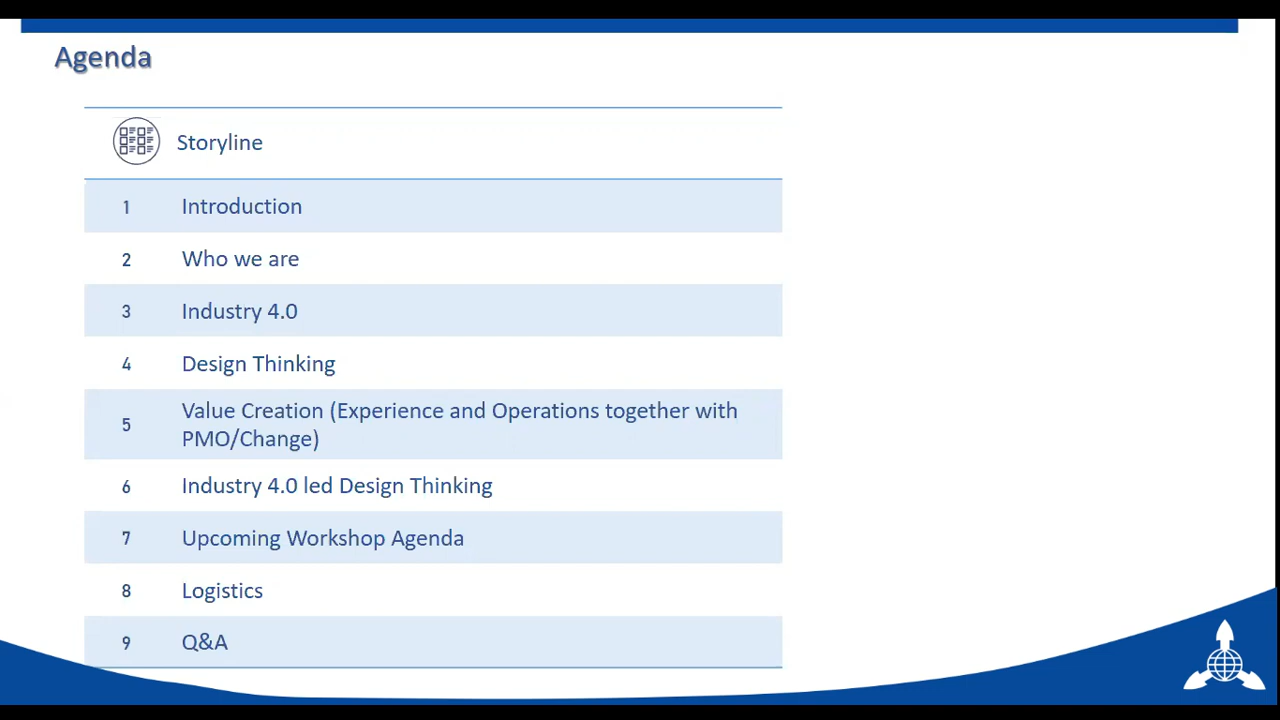 Agenda
Storyline
1 Introduction
2 Who we are
3 Industry 4.0
4 Design Thinking
5 Value Creation (Experience and Operations together with
PMO/Change)
6 Industry 4.0 led Design Thinking
7 Upcoming Workshop Agenda
8 Logistics
9 Q&A